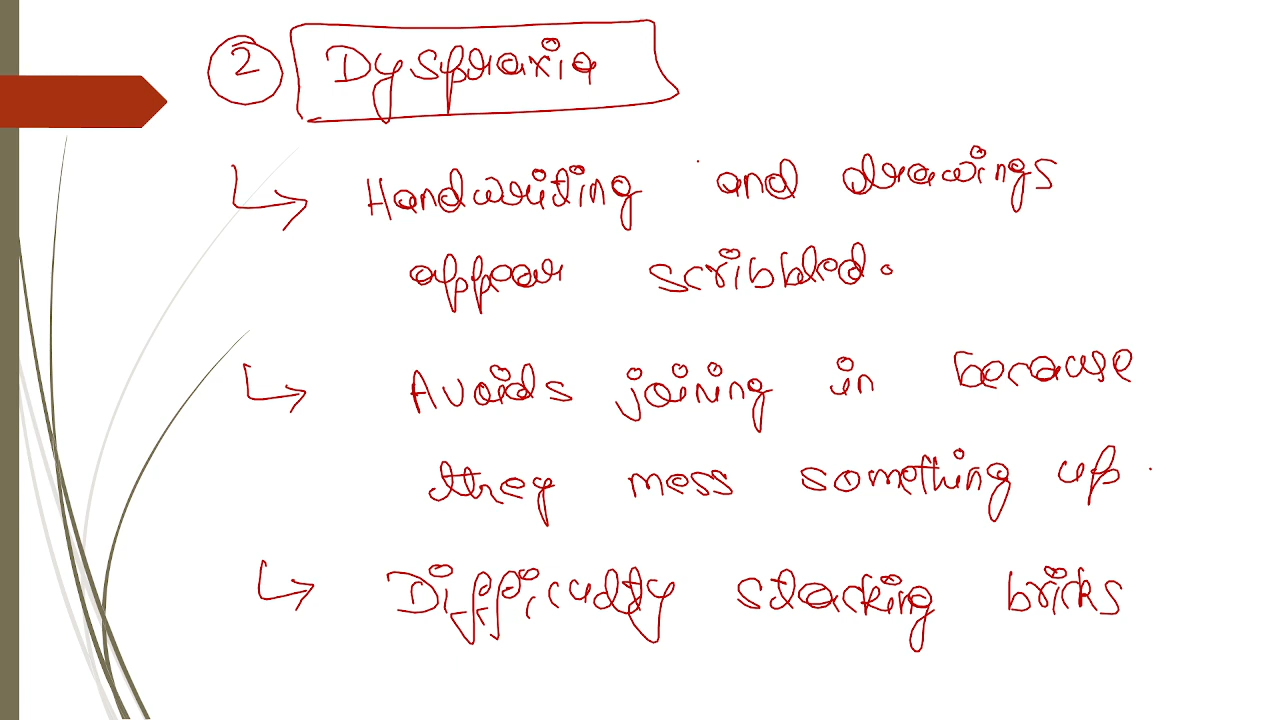 2 Dyspraxia
↳ Handwriting and drawings
appear scribbled.
↳ Avoids joining in because
they mess something up.
↳ Difficulty stacking bricks